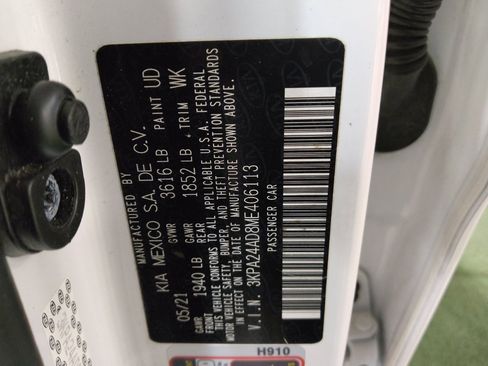 MANUFACTURED BY
KIA MEXICO S.A. DE C.V.
05/21 GVWR 3616 LB PAINT UD
GAWR FRONT 1940 LB GAWR REAR 1852 LB TRIM WK
THIS VEHICLE CONFORMS TO ALL APPLICABLE U.S.A. FEDERAL
MOTOR VEHICLE SAFETY BUMPER, AND THEFT PREVENTION STANDARDS
IN EFFECT ON THE DATE OF MANUFACTURE SHOWN ABOVE.
V.I.N. 3KPA24AD8ME406113
PASSENGER CAR
H910